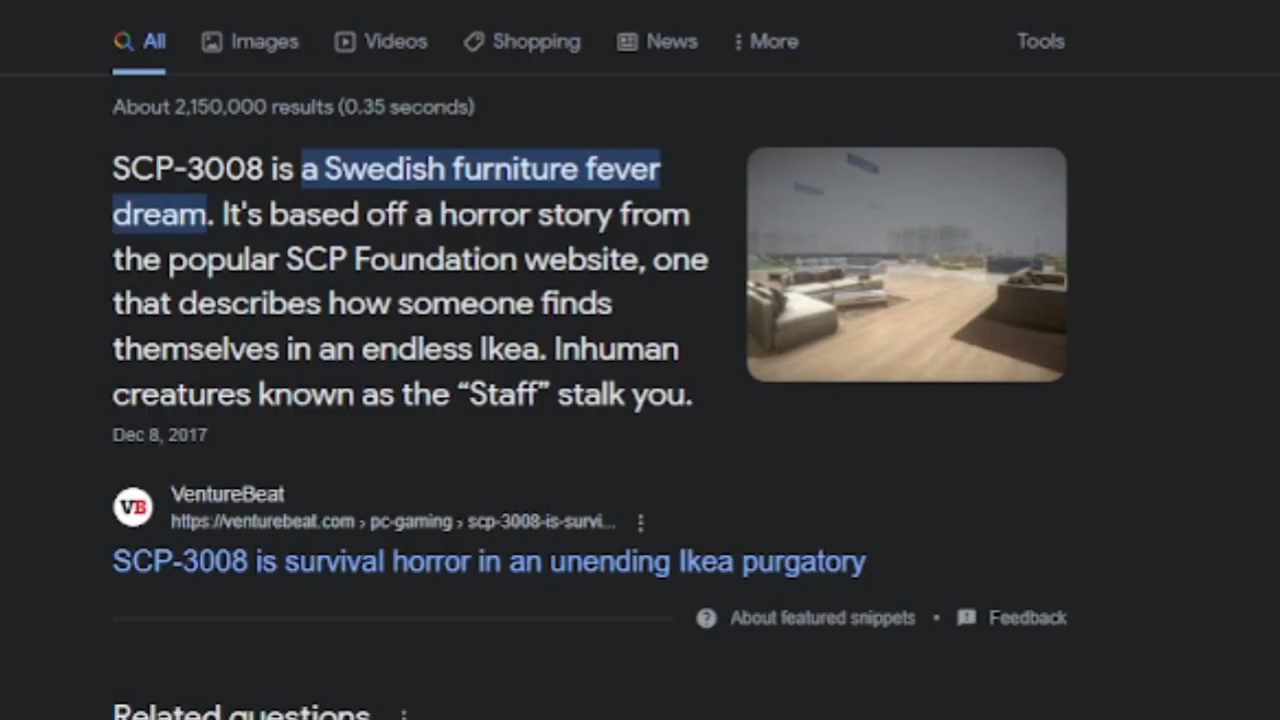 All Images Videos Shopping News More Tools
About 2,150,000 results (0.35 seconds)
SCP-3008 is a Swedish furniture fever
dream. It's based off a horror story from
the popular SCP Foundation website, one
that describes how someone finds
themselves in an endless Ikea. Inhuman
creatures known as the “Staff” stalk you.
Dec 8, 2017
VB
VentureBeat
https://venturebeat.com › pc-gaming › scp-3008-is-survi...
SCP-3008 is survival horror in an unending Ikea purgatory
About featured snippets • Feedback
Related questions